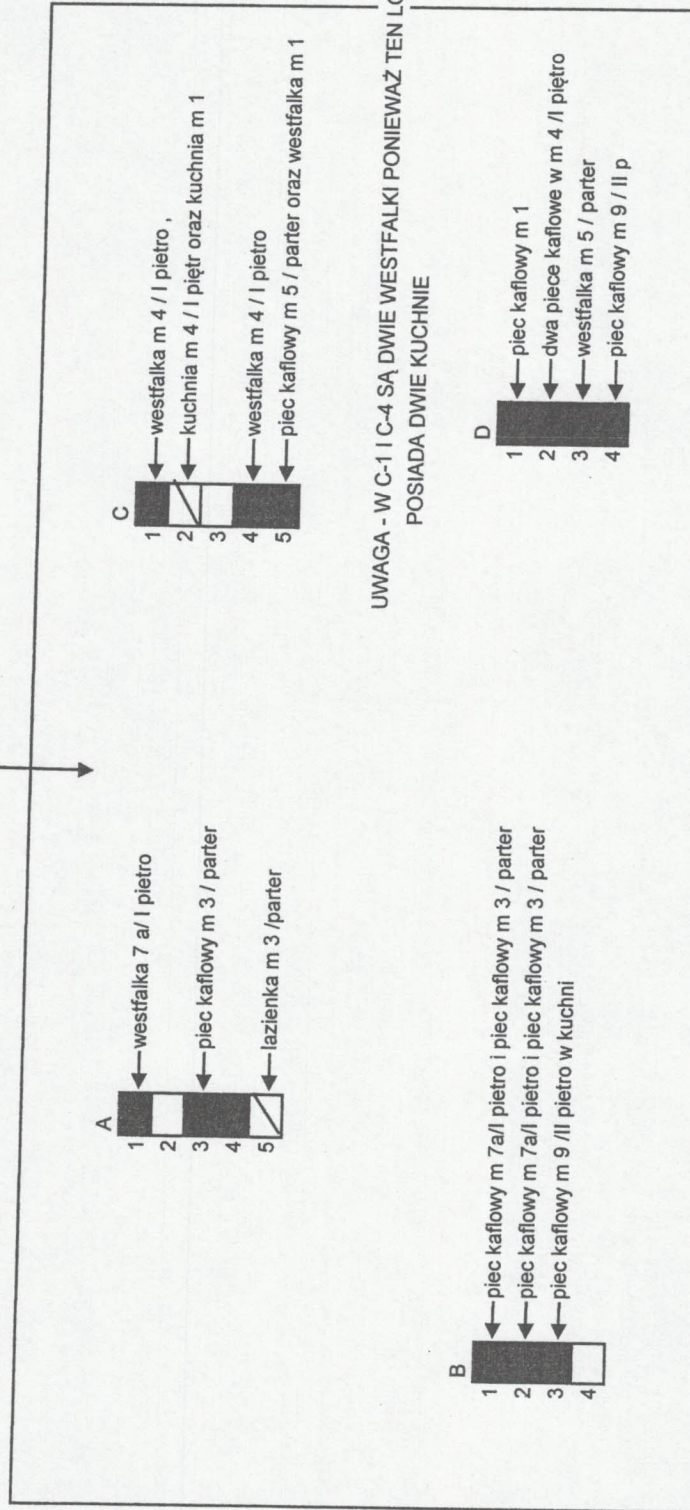 A
1 westfalka 7 a/ I pietro
2
3 piec kaflowy m 3 / parter
4
5 lazienka m 3 /parter
C
1 westfalka m 4 / I pietro ,
2 kuchnia m 4 / I piętr oraz kuchnia m 1
3
4 westfalka m 4 / I pietro
5 piec kaflowy m 5 / parter oraz westfalka m 1
UWAGA - W C-1 I C-4 SĄ DWIE WESTFALKI PONIEWAŻ TEN
POSIADA DWIE KUCHNIE
B
1 piec kaflowy m 7a/I pietro i piec kaflowy m 3 / parter
2 piec kaflowy m 7a/I pietro i piec kaflowy m 3 / parter
3 piec kaflowy m 9 /II pietro w kuchni
4
D
1 piec kaflowy m 1
2 dwa piece kaflowe w m 4 /I piętro
3 westfalka m 5 / parter
4 piec kaflowy m 9 / II p